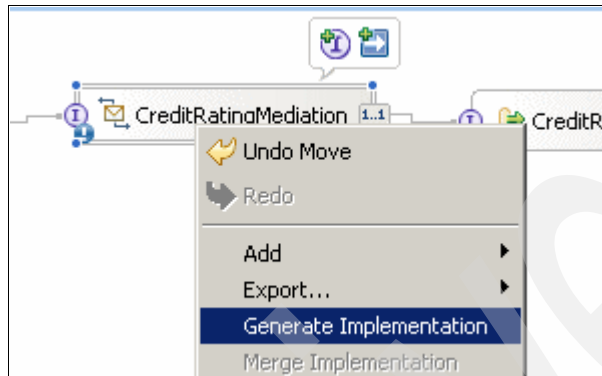 CreditRatingMediation 1..1
CreditR
Undo Move
Redo
Add
Export...
Generate Implementation
Merge Implementation